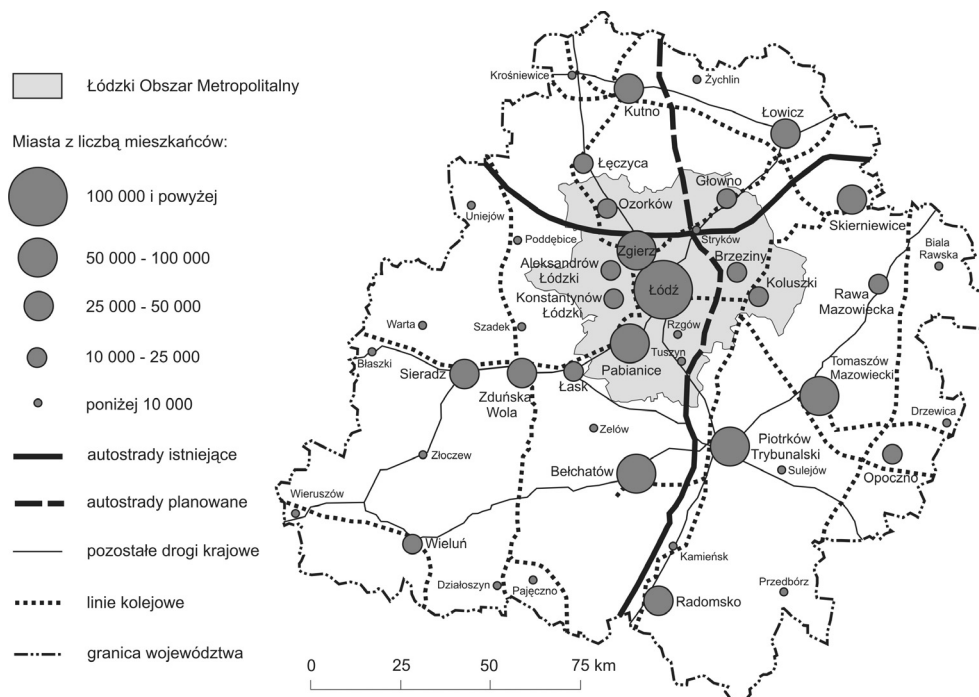 Łódzki Obszar Metropolitalny
Miasta z liczbą mieszkańców:
100 000 i powyżej
50 000 - 100 000
25 000 - 50 000
10 000 - 25 000
poniżej 10 000
autostrady istniejące
autostrady planowane
pozostałe drogi krajowe
linie kolejowe
granica województwa
Krośniewice
Żychlin
Kutno
Łowicz
Łęczyca
Głowno
Ozorków
Uniejów
Skierniewice
Poddębice
Zgierz
Stryków
Biala
Rawska
Aleksandrów
Łódzki
Brzeziny
Łódź
Koluszki
Rawa
Mazowiecka
Konstantynów
Łódzki
Warta
Szadek
Rzgów
Błaszki
Tuszyn
Tomaszów
Mazowiecki
Sieradz
Zduńska
Wola
Łask
Pabianice
Drzewica
Zelów
Piotrków
Trybunalski
Złoczew
Bełchatów
Sulejów
Opoczno
Wieruszów
Wieluń
Kamieńsk
Działoszyn
Pajęczno
Przedbórz
Radomsko
0
25
50
75 km